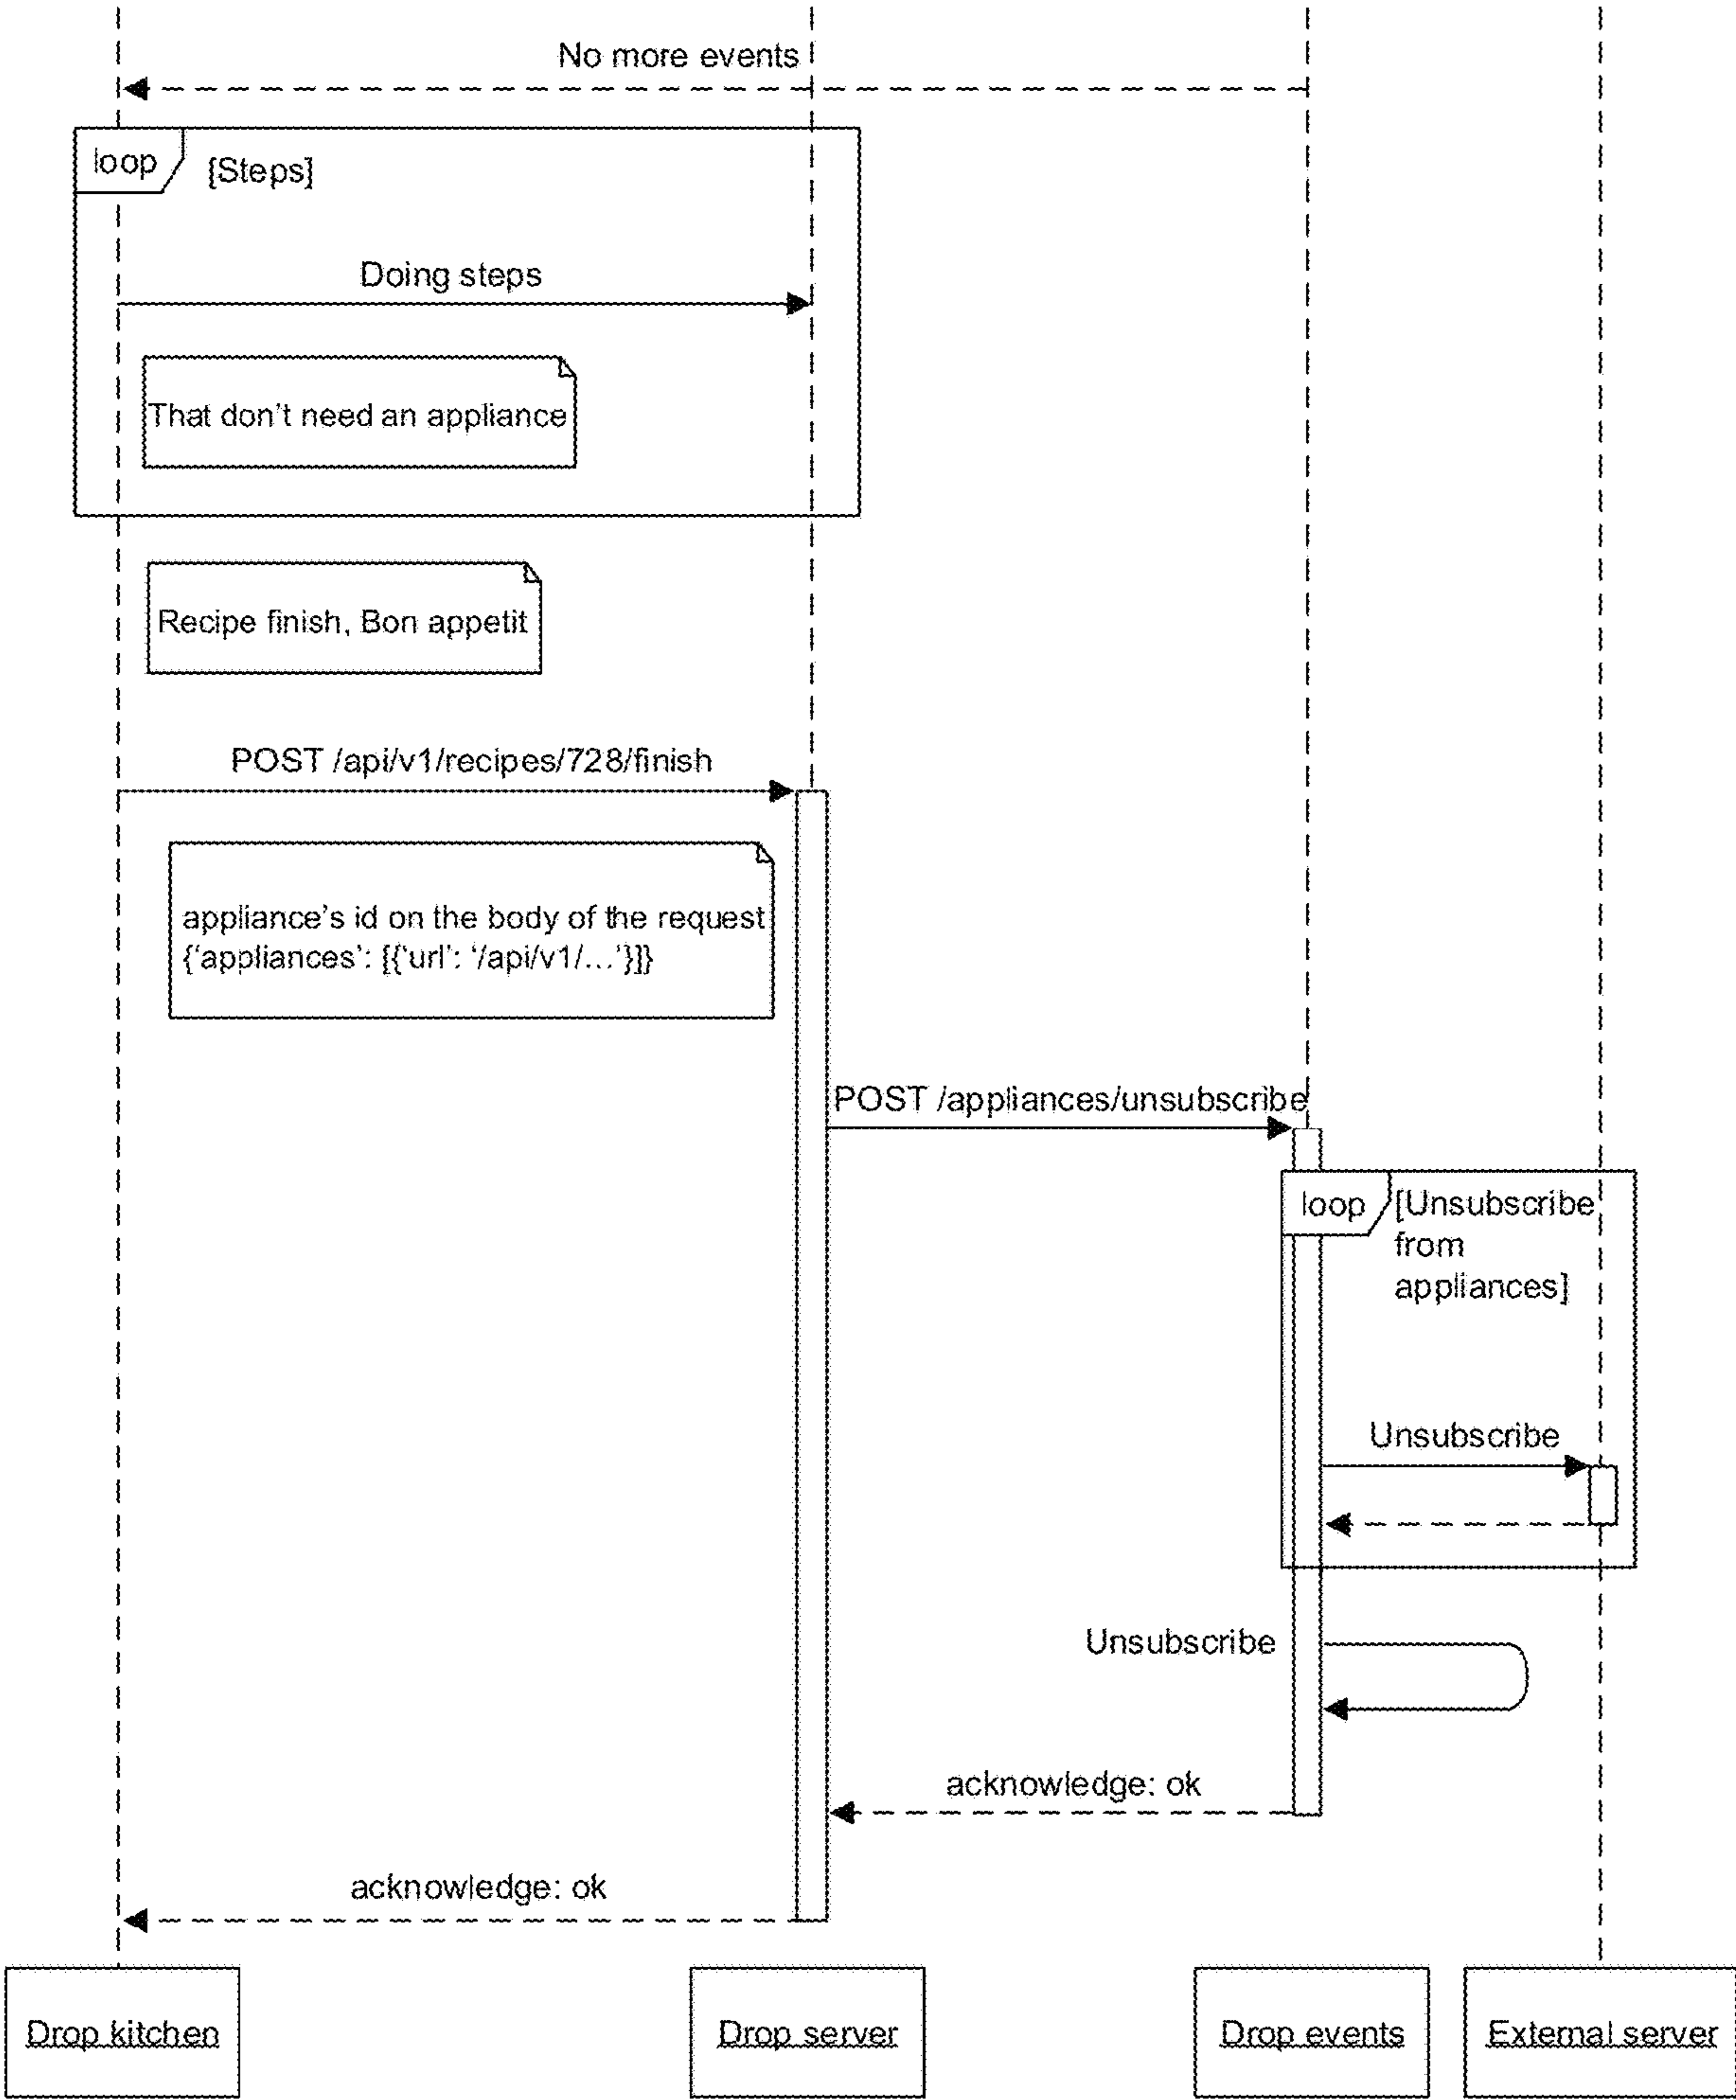 No more events
loop
[Steps]
Doing steps
That don't need an appliance
Recipe finish, Bon appetit
POST /api/v1/recipes/728/finish
appliance's id on the body of the request
{‘appliances’: [{‘url’: ‘/api/v1/…’}]}
POST /appliances/unsubscribe
loop
[Unsubscribe
from
appliances]
Unsubscribe
Unsubscribe
acknowledge: ok
acknowledge: ok
Drop kitchen
Drop server
Drop events
External server